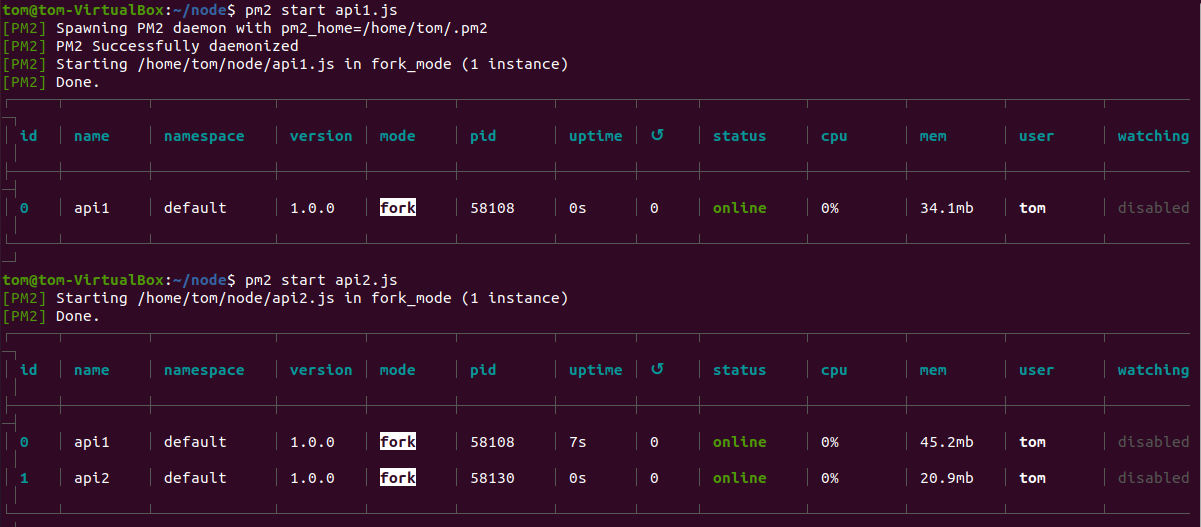 tom@tom-VirtualBox:~/node$ pm2 start api1.js
[PM2] Spawning PM2 daemon with pm2_home=/home/tom/.pm2
[PM2] PM2 Successfully daemonized
[PM2] Starting /home/tom/node/api1.js in fork_mode (1 instance)
[PM2] Done.
id name namespace version mode pid uptime ↺ status cpu mem user watching
0 api1 default 1.0.0 fork 58108 0s 0 online 0% 34.1mb tom disabled
tom@tom-VirtualBox:~/node$ pm2 start api2.js
[PM2] Starting /home/tom/node/api2.js in fork_mode (1 instance)
[PM2] Done.
id name namespace version mode pid uptime ↺ status cpu mem user watching
0 api1 default 1.0.0 fork 58108 7s 0 online 0% 45.2mb tom disabled
1 api2 default 1.0.0 fork 58130 0s 0 online 0% 20.9mb tom disabled